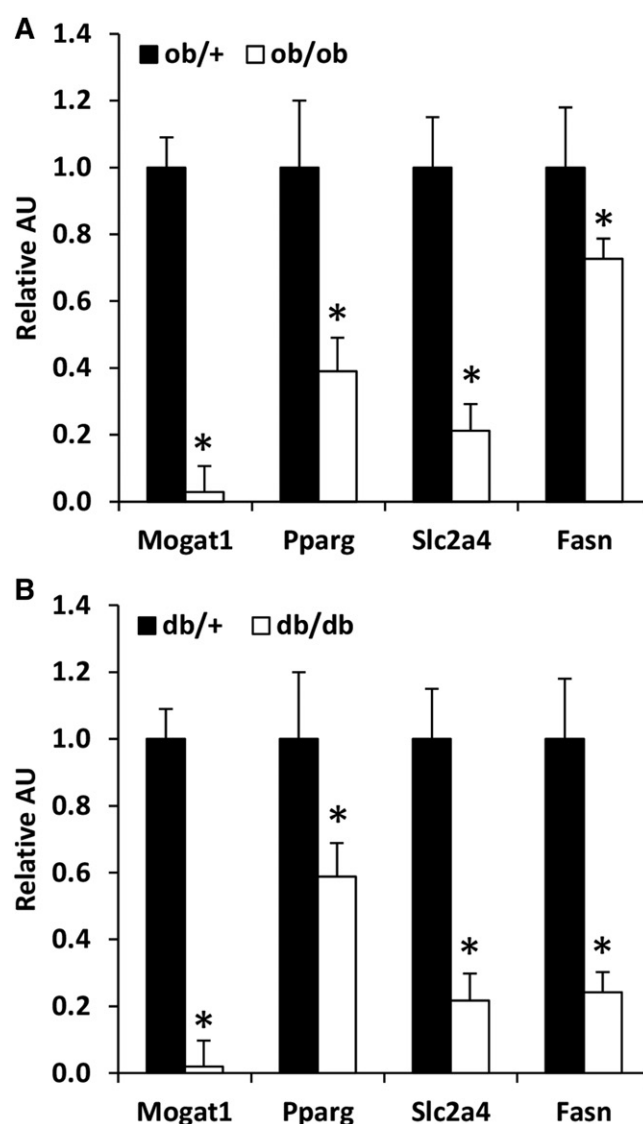 A
1.4
ob/+ ob/ob
1.2
1.0
0.8
0.6
0.4
0.2
0.0
Relative AU
* * * *
Mogat1 Pparg Slc2a4 Fasn
B
1.4
db/+ db/db
1.2
1.0
0.8
0.6
0.4
0.2
0.0
Relative AU
* * * *
Mogat1 Pparg Slc2a4 Fasn